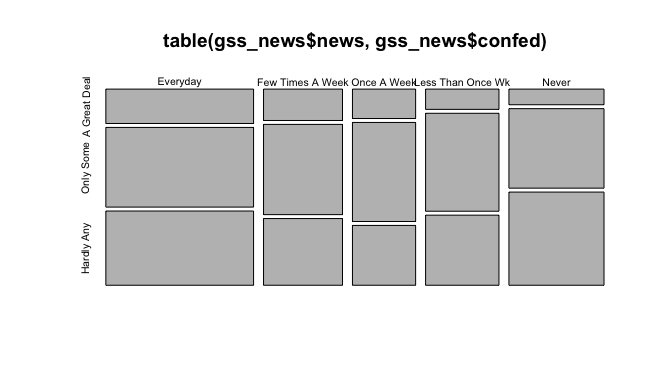 table(gss_news$news, gss_news$confed)
Everyday Few Times A Week Once A Week Less Than Once Wk Never
A Great Deal
Only Some
Hardly Any